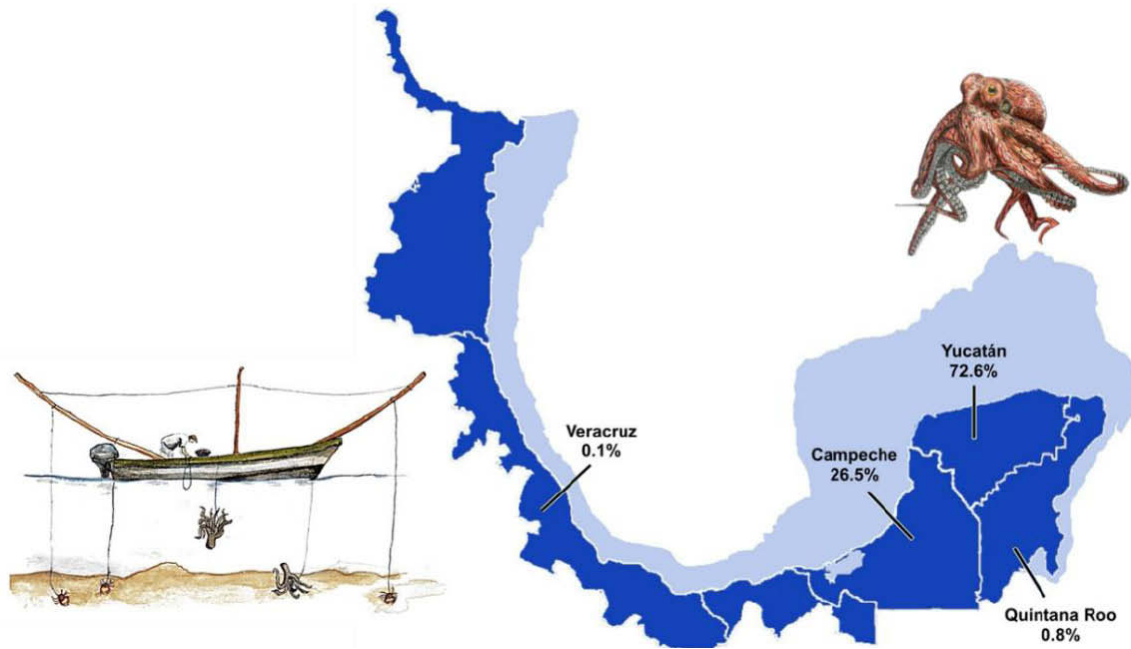 Yucatán
72.6%
Veracruz
0.1%
Campeche
26.5%
Quintana Roo
0.8%